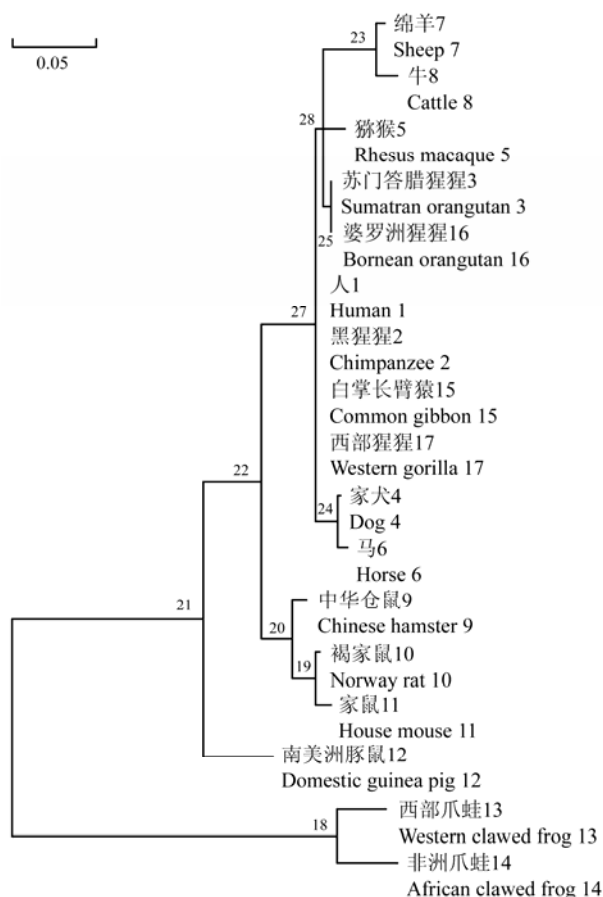 0.05
23
绵羊7
Sheep 7
牛8
Cattle 8
28
猕猴5
Rhesus macaque 5
苏门答腊猩猩3
Sumatran orangutan 3
25
婆罗洲猩猩16
Bornean orangutan 16
人1
27
Human 1
黑猩猩2
Chimpanzee 2
白掌长臂猿15
Common gibbon 15
西部猩猩17
22
Western gorilla 17
家犬4
24
Dog 4
马6
Horse 6
21
中华仓鼠9
20
Chinese hamster 9
褐家鼠10
19
Norway rat 10
家鼠11
House mouse 11
南美洲豚鼠12
Domestic guinea pig 12
西部爪蛙13
18
Western clawed frog 13
非洲爪蛙14
African clawed frog 14